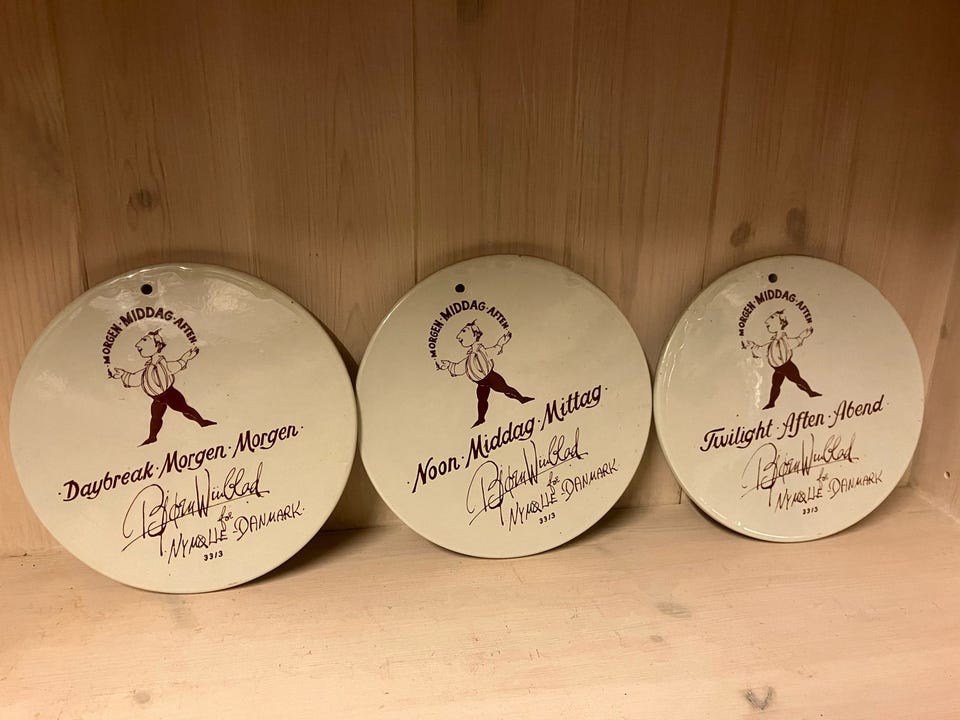 MORGEN·MIDDAG·AFTEN
·Daybreak·Morgen·Morgen·
Bjørn Wiinblad
for
NYMØLLE-DANMARK.
3313
MORGEN·MIDDAG·AFTEN
Noon·Middag·Mittag·
Bjørn Wiinblad
for
NYMØLLE-DANMARK.
3313
MORGEN·MIDDAG·AFTEN
Twilight·Aften·Abend·
Bjørn Wiinblad
for
NYMØLLE-DANMARK
3313